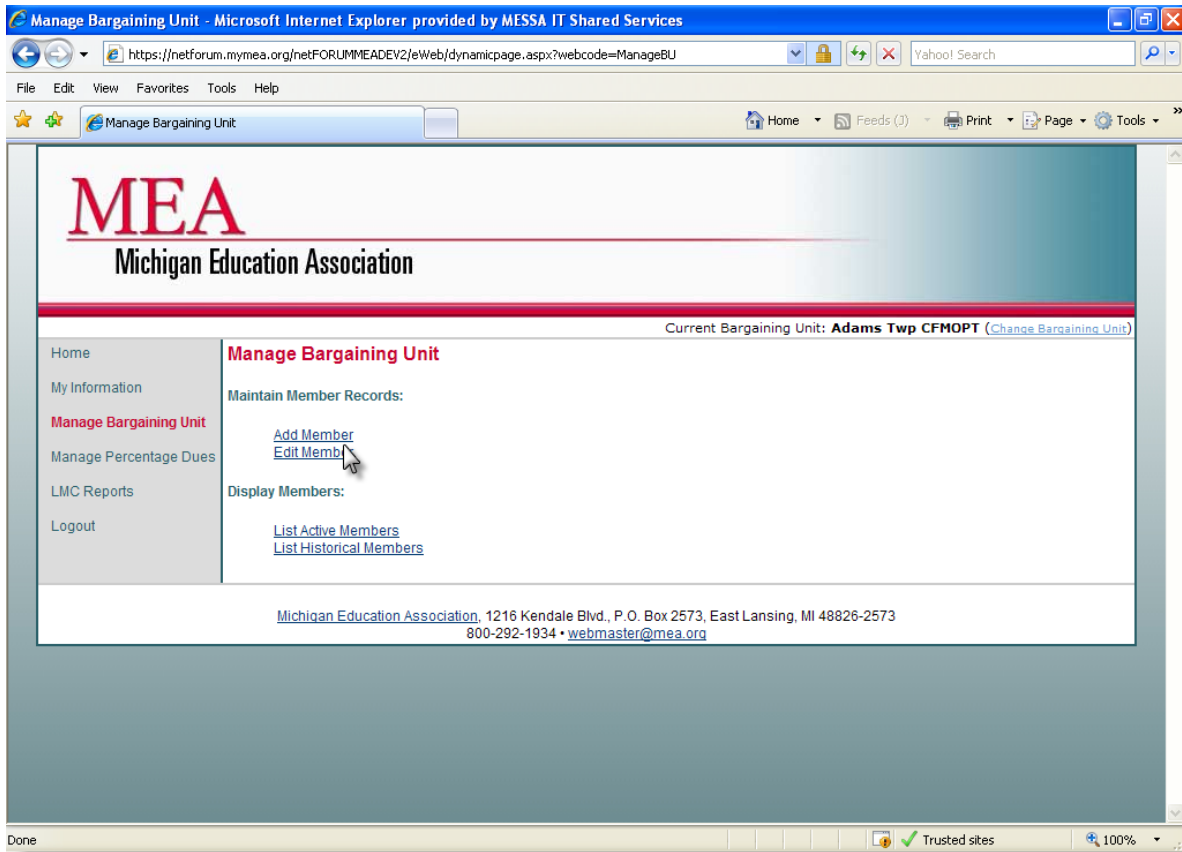 Manage Bargaining Unit - Microsoft Internet Explorer provided by MESSA IT Shared Services
https://netforum.mymea.org/netFORUMMEADEV2/eWeb/dynamicpage.aspx?webcode=ManageBU
Yahoo! Search
File Edit View Favorites Tools Help
Manage Bargaining Unit
Home Feeds (J) Print Page Tools »
MEA
Michigan Education Association
Current Bargaining Unit: Adams Twp CFMOPT (Change Bargaining Unit)
Home
My Information
Manage Bargaining Unit
Manage Percentage Dues
LMC Reports
Logout
Manage Bargaining Unit
Maintain Member Records:
Add Member
Edit Member
Display Members:
List Active Members
List Historical Members
Michigan Education Association, 1216 Kendale Blvd., P.O. Box 2573, East Lansing, MI 48826-2573
800-292-1934 • webmaster@mea.org
Done
Trusted sites
100%